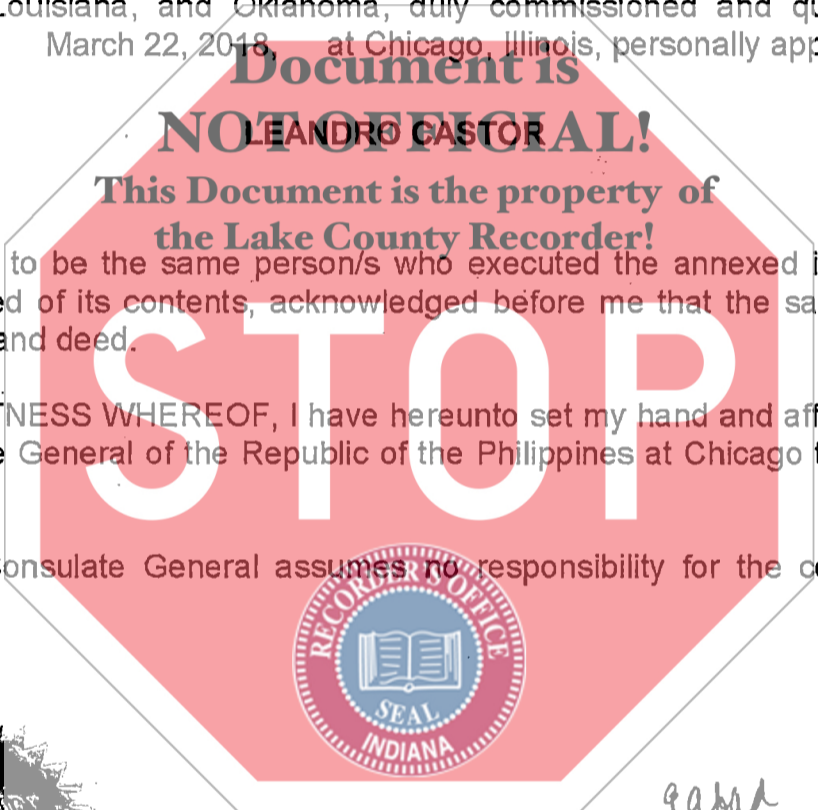 Louisiana, and Oklahoma, duly commissioned and qu
March 22, 2018, at Chicago, Illinois, personally app
Document is
NOT OFFICIAL!
LEANDRO CASTOR
This Document is the property of
the Lake County Recorder!
to be the same person/s who executed the annexed i
ed of its contents, acknowledged before me that the sa
and deed.
STOP
NESS WHEREOF, I have hereunto set my hand and aff
e General of the Republic of the Philippines at Chicago
onsulate General assumes no responsibility for the co
RECORDER'S OFFICE
SEAL
INDIANA